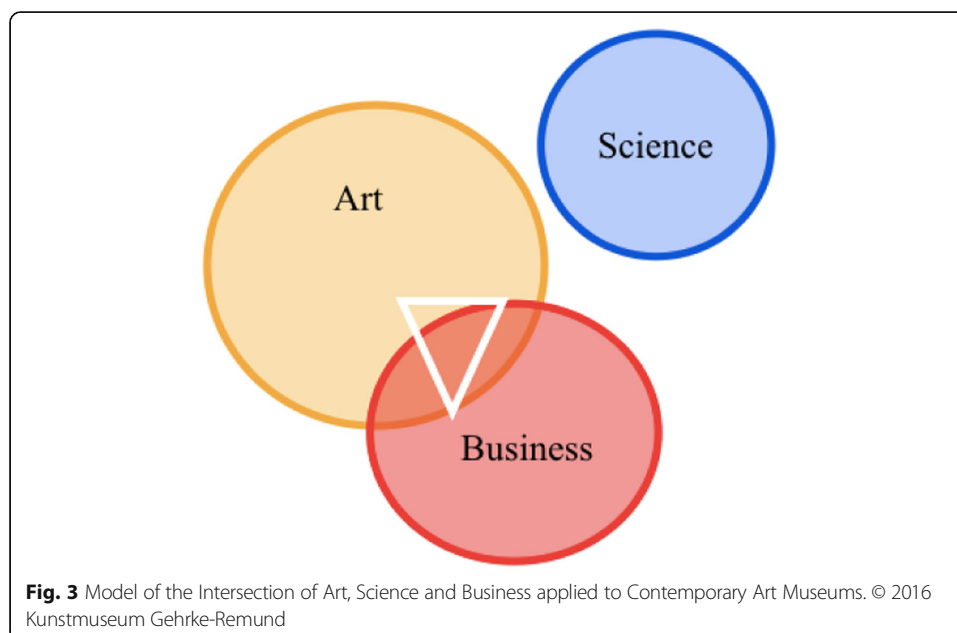 Science
Art
Business
Fig. 3 Model of the Intersection of Art, Science and Business applied to Contemporary Art Museums. © 2016
Kunstmuseum Gehrke-Remund